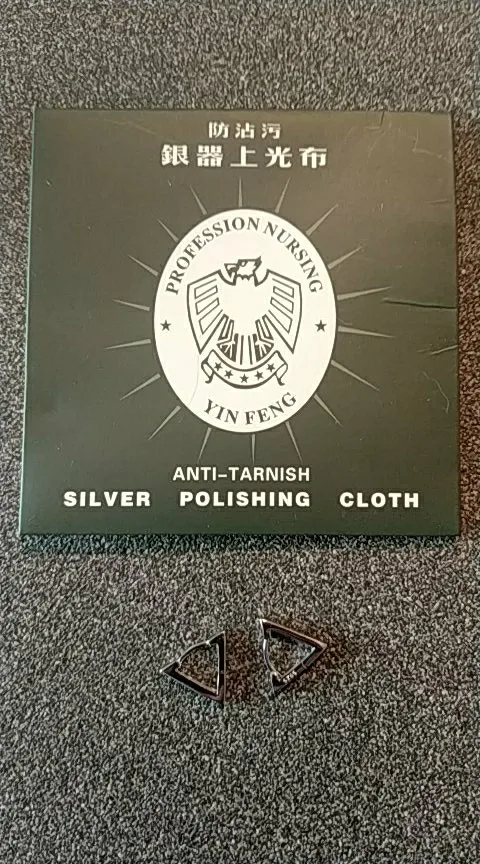 防沾污
銀器上光布
PROFESSION NURSING
YIN FENG
ANTI-TARNISH
SILVER POLISHING CLOTH